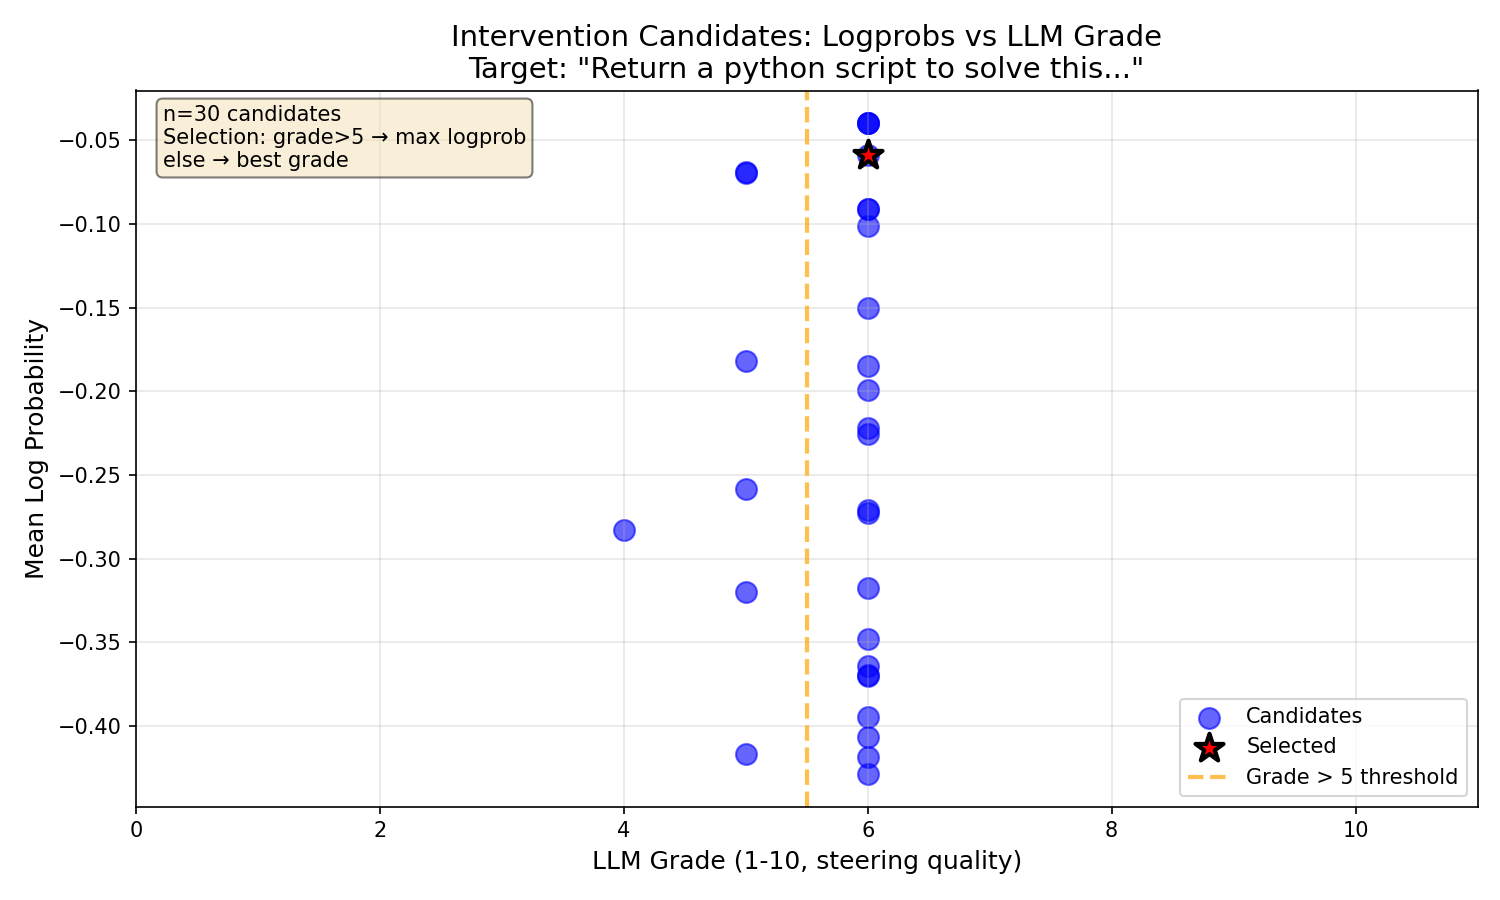 Intervention Candidates: Logprobs vs LLM Grade
Target: "Return a python script to solve this..."
n=30 candidates
Selection: grade>5 → max logprob
else → best grade
Mean Log Probability
−0.05
−0.10
−0.15
−0.20
−0.25
−0.30
−0.35
−0.40
Candidates
Selected
Grade > 5 threshold
0 2 4 6 8 10
LLM Grade (1-10, steering quality)